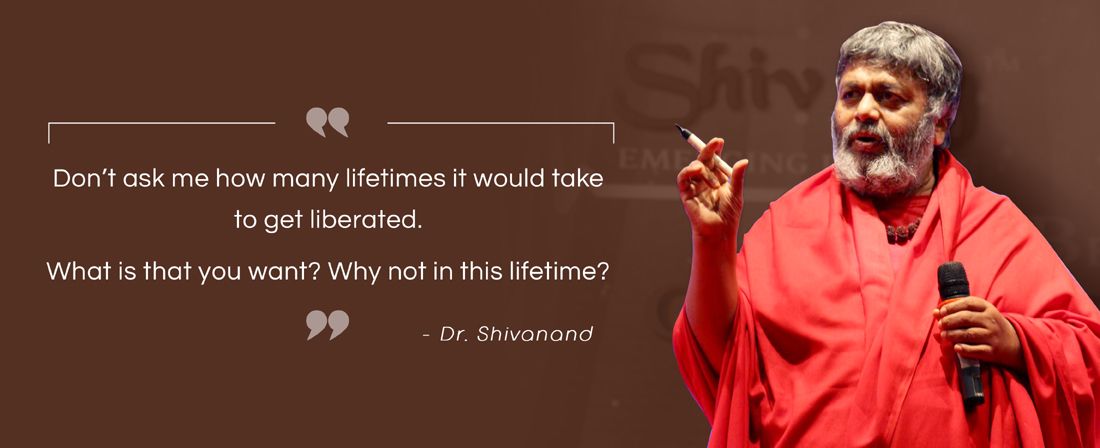 Don't ask me how many lifetimes it would take
to get liberated.
What is that you want? Why not in this lifetime?
- Dr. Shivanand